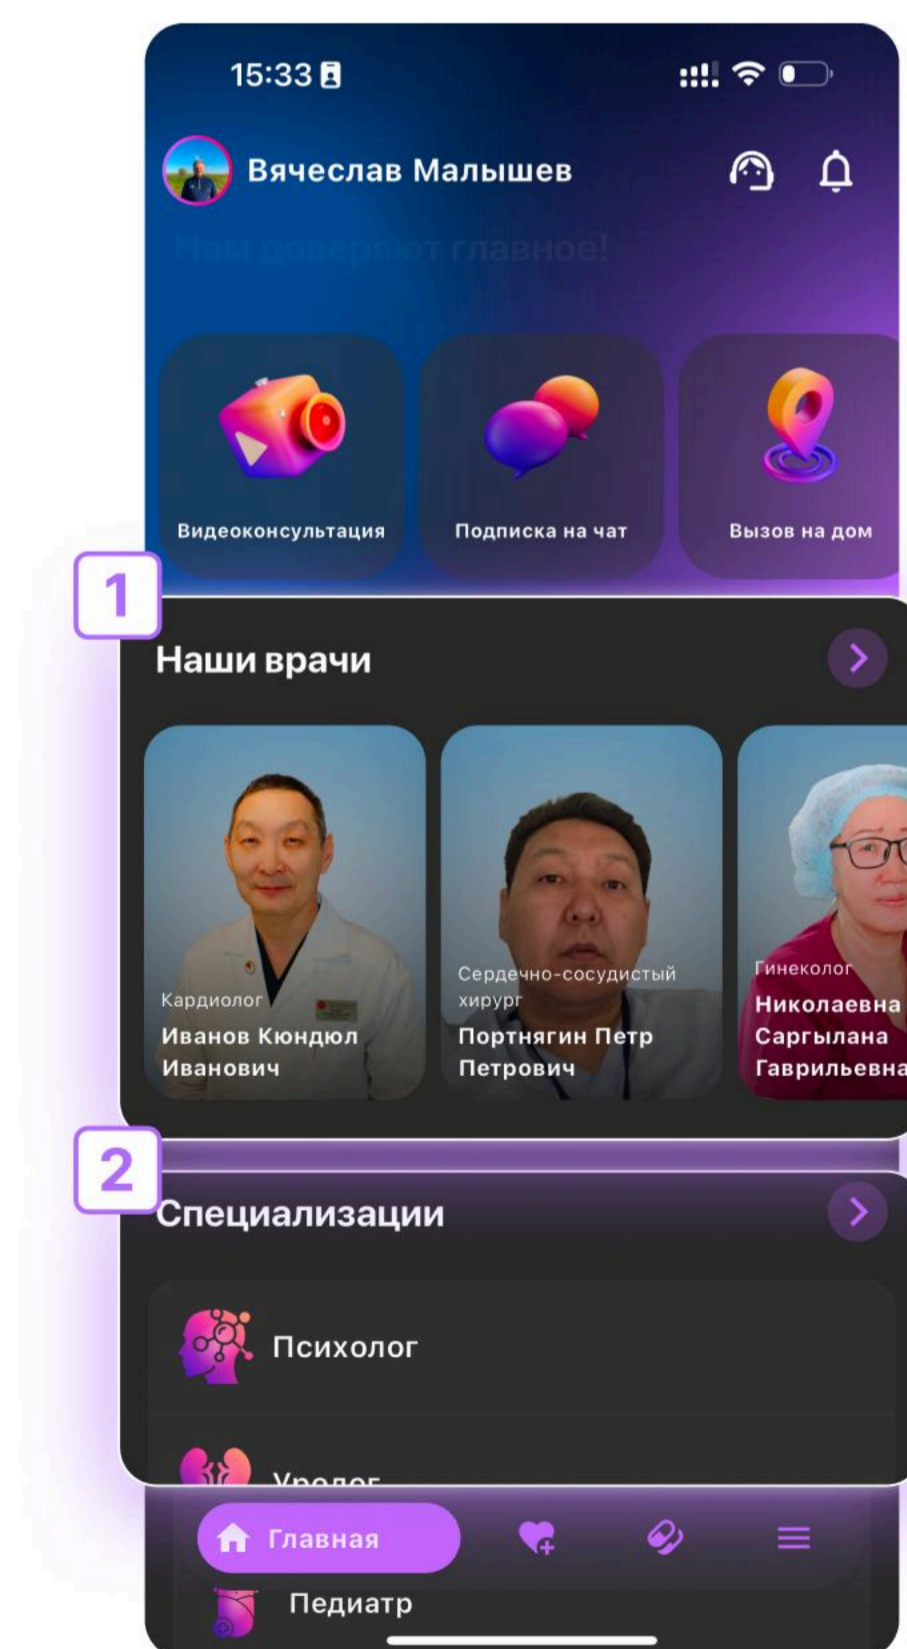 15:33
Вячеслав Малышев
Нам доверяют главное!
Видеоконсультация
Подписка на чат
Вызов на дом
1
Наши врачи
Кардиолог
Иванов Кюндюл
Иванович
Сердечно-сосудистый
хирург
Портнягин Петр
Петрович
Гинеколог
Николаевна
Саргылана
Гаврильевна
2
Специализации
Психолог
Уролог
Главная
Педиатр